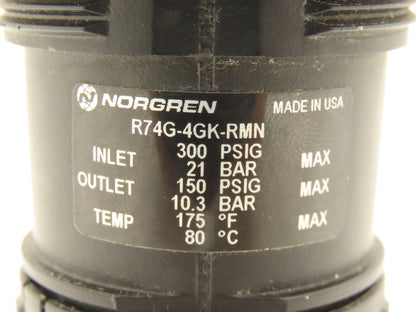 NORGREN MADE IN USA
R74G-4GK-RMN
INLET 300 PSIG MAX
21 BAR
OUTLET 150 PSIG MAX
10.3 BAR
TEMP 175 °F MAX
80 °C